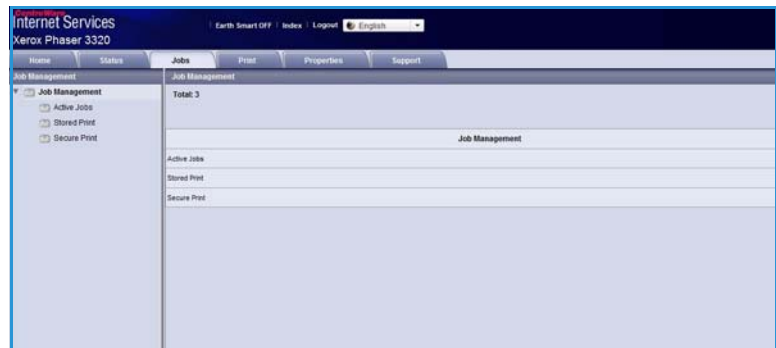 CentreWare
Internet Services
Xerox Phaser 3320
Earth Smart OFF | Index | Logout English
Home Status Jobs Print Properties Support
Job Management Job Management
Job Management Total: 3
Active Jobs
Stored Print
Secure Print
Job Management
Active Jobs
Stored Print
Secure Print